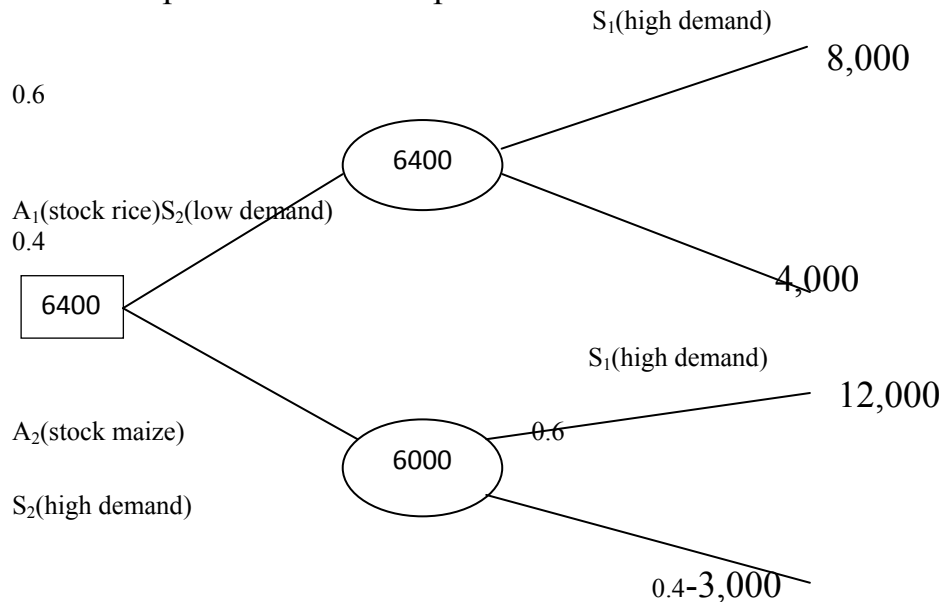 S₁(high demand)
8,000
0.6
6400
A₁(stock rice)S₂(low demand)
0.4
4,000
6400
S₁(high demand)
12,000
A₂(stock maize)
0.6
6000
S₂(high demand)
0.4-3,000